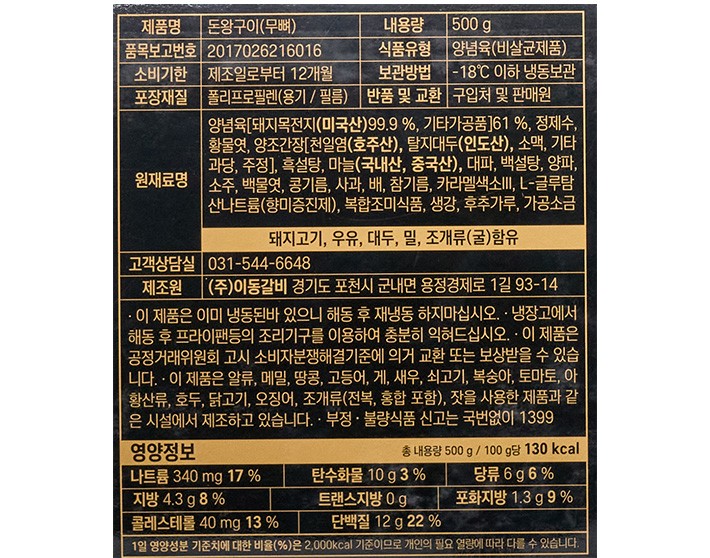 제품명 돈왕구이(무뼈) 내용량 500 g
품목보고번호 2017026216016 식품유형 양념육(비살균제품)
소비기한 제조일로부터 12개월 보관방법 -18℃ 이하 냉동보관
포장재질 폴리프로필렌(용기 / 필름) 반품 및 교환 구입처 및 판매원
원재료명
양념육[돼지목전지(미국산)99.9 %, 기타가공품]61 %, 정제수,
황물엿, 양조간장[천일염(호주산), 탈지대두(인도산), 소맥, 기타
과당, 주정], 흑설탕, 마늘(국내산, 중국산), 대파, 백설탕, 양파,
소주, 백물엿, 콩기름, 사과, 배, 참기름, 카라멜색소III, L-글루탐
산나트륨(향미증진제), 복합조미식품, 생강, 후추가루, 가공소금
돼지고기, 우유, 대두, 밀, 조개류(굴)함유
고객상담실 031-544-6648
제조원 (주)이동갈비 경기도 포천시 군내면 용정경제로 1길 93-14
· 이 제품은 이미 냉동된바 있으니 해동 후 재냉동 하지마십시오. · 냉장고에서
해동 후 프라이팬등의 조리기구를 이용하여 충분히 익혀드십시오. · 이 제품은
공정거래위원회 고시 소비자분쟁해결기준에 의거 교환 또는 보상받을 수 있습
니다. · 이 제품은 알류, 메밀, 땅콩, 고등어, 게, 새우, 쇠고기, 복숭아, 토마토, 아
황산류, 호두, 닭고기, 오징어, 조개류(전복, 홍합 포함), 잣을 사용한 제품과 같
은 시설에서 제조하고 있습니다. · 부정 · 불량식품 신고는 국번없이 1399
영양정보 총 내용량 500 g / 100 g당 130 kcal
나트륨 340 mg 17 % 탄수화물 10 g 3 % 당류 6 g 6 %
지방 4.3 g 8 % 트랜스지방 0 g 포화지방 1.3 g 9 %
콜레스테롤 40 mg 13 % 단백질 12 g 22 %
1일 영양성분 기준치에 대한 비율(%)은 2,000kcal 기준이므로 개인의 필요 열량에 따라 다를 수 있습니다.